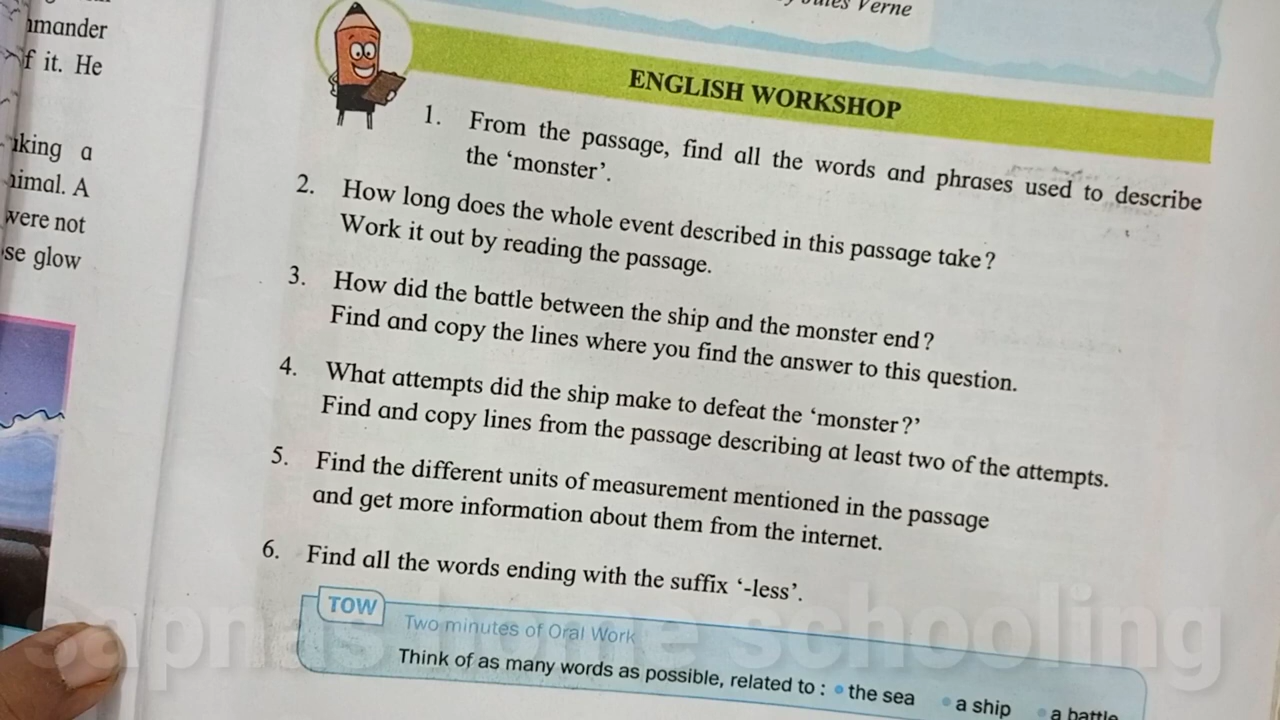 mmander
f it. He
aking a
nimal. A
were not
se glow
by Jules Verne
ENGLISH WORKSHOP
1. From the passage, find all the words and phrases used to describe
the ‘monster’.
2. How long does the whole event described in this passage take?
Work it out by reading the passage.
3. How did the battle between the ship and the monster end?
Find and copy the lines where you find the answer to this question.
4. What attempts did the ship make to defeat the ‘monster?’
Find and copy lines from the passage describing at least two of the attempts.
5. Find the different units of measurement mentioned in the passage
and get more information about them from the internet.
6. Find all the words ending with the suffix ‘-less’.
TOW
Two minutes of Oral Work
Think of as many words as possible, related to : • the sea • a ship • a battle
sapnas home schooling